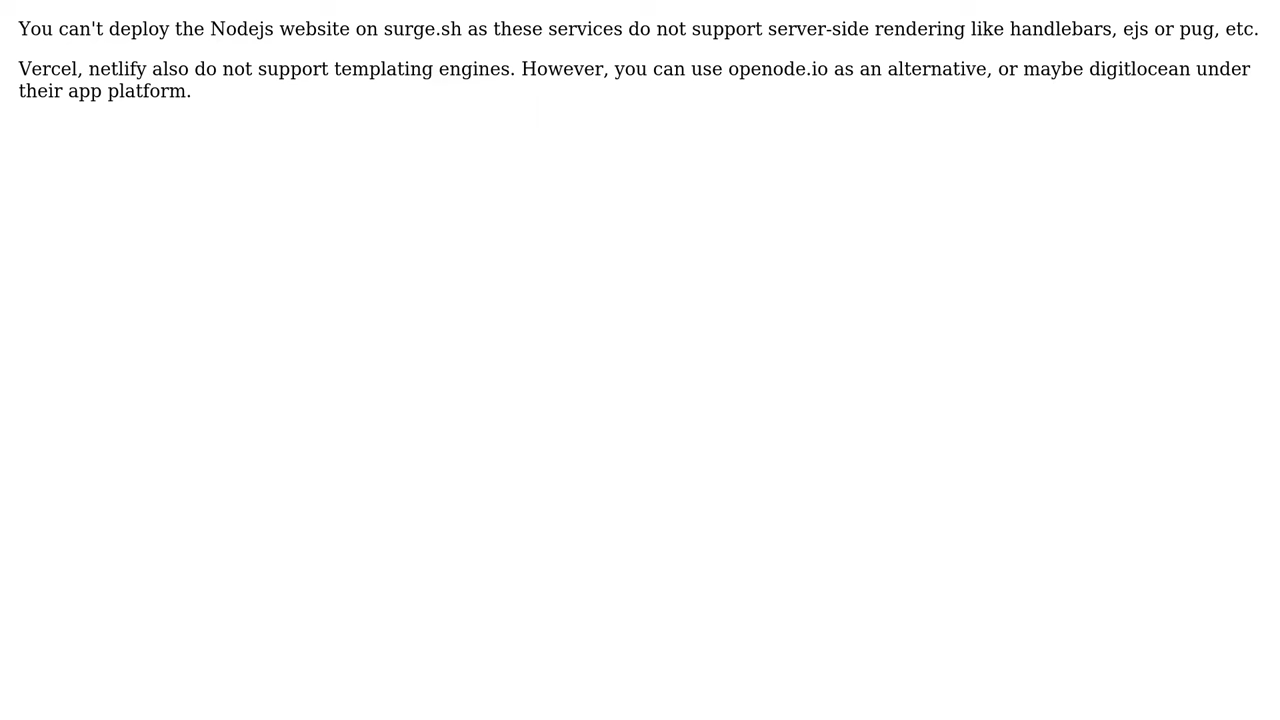 You can't deploy the Nodejs website on surge.sh as these services do not support server-side rendering like handlebars, ejs or pug, etc.
Vercel, netlify also do not support templating engines. However, you can use openode.io as an alternative, or maybe digitlocean under
their app platform.